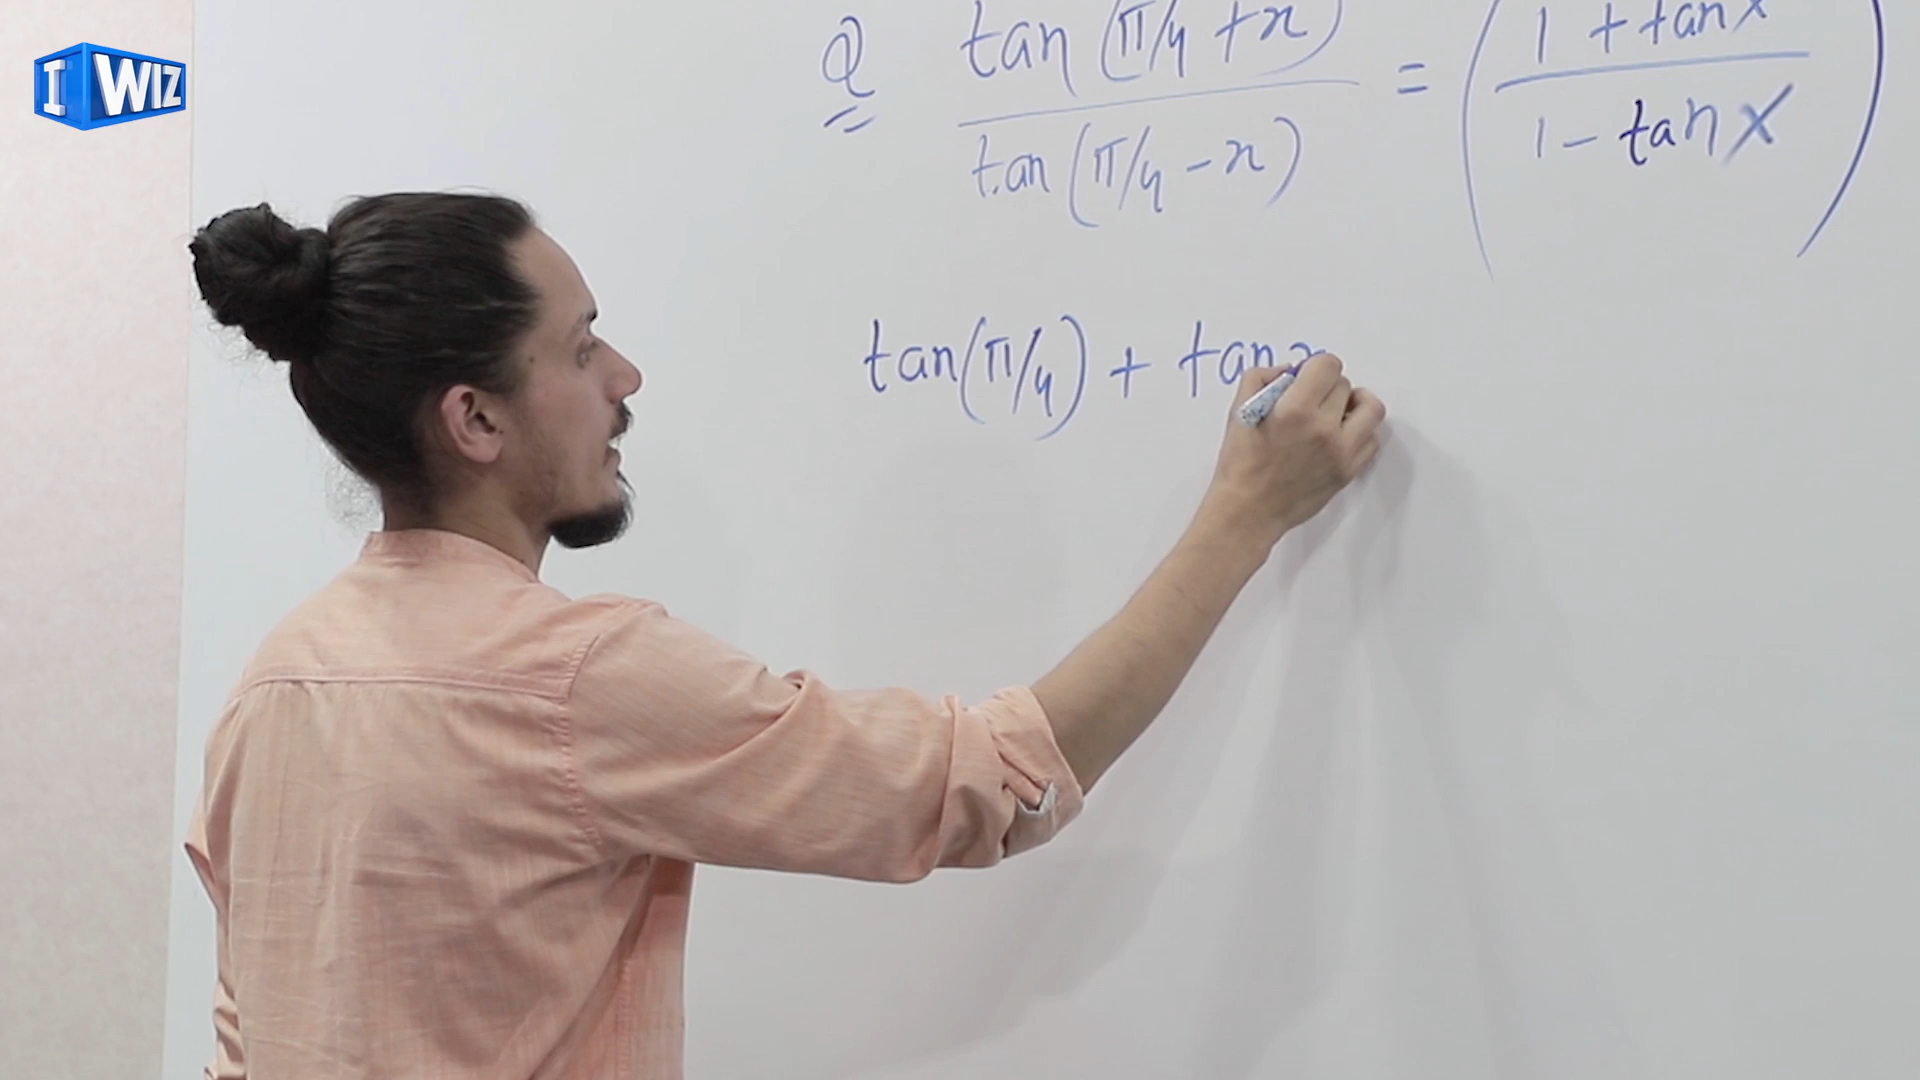 I WIZ
Q tan (π/4 + x) / tan (π/4 - x) = (1 + tan x / 1 - tan x)
tan(π/4) + tan x